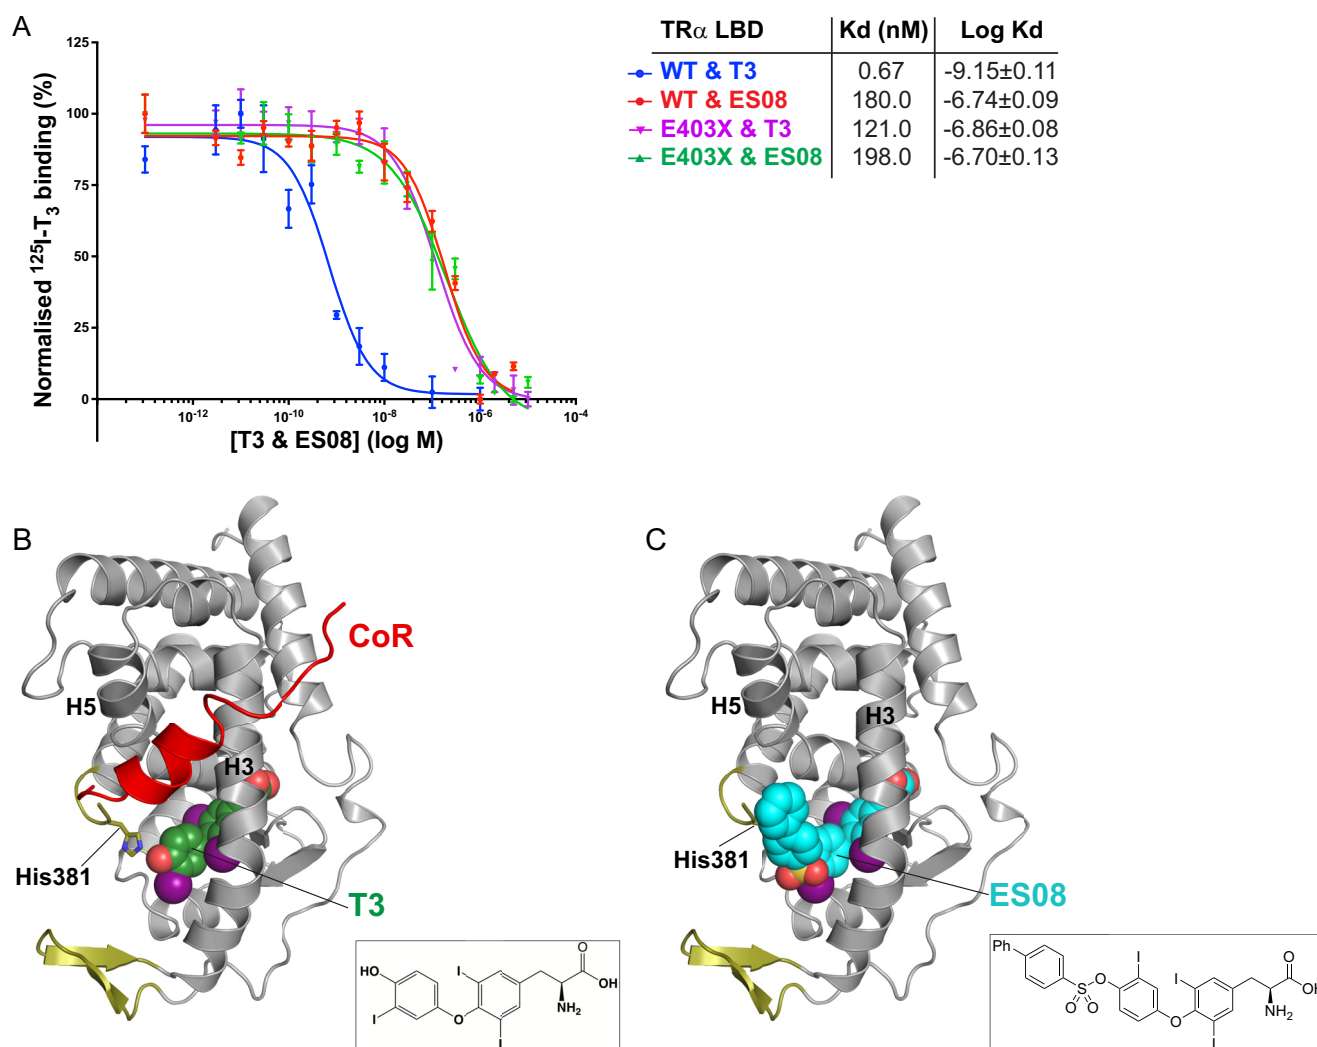 A
Normalised ¹²⁵I-T₃ binding (%)
125
100
75
50
25
0
10⁻¹² 10⁻¹⁰ 10⁻⁸ 10⁻⁶ 10⁻⁴
[T3 & ES08] (log M)
TRα LBD Kd (nM) Log Kd
WT & T3 0.67 -9.15±0.11
WT & ES08 180.0 -6.74±0.09
E403X & T3 121.0 -6.86±0.08
E403X & ES08 198.0 -6.70±0.13
B
CoR
H5
H3
His381
T3
HO
I
O
I
I
O
OH
NH₂
C
H5
H3
His381
ES08
Ph
S
O
O
O
I
O
I
I
O
OH
NH₂